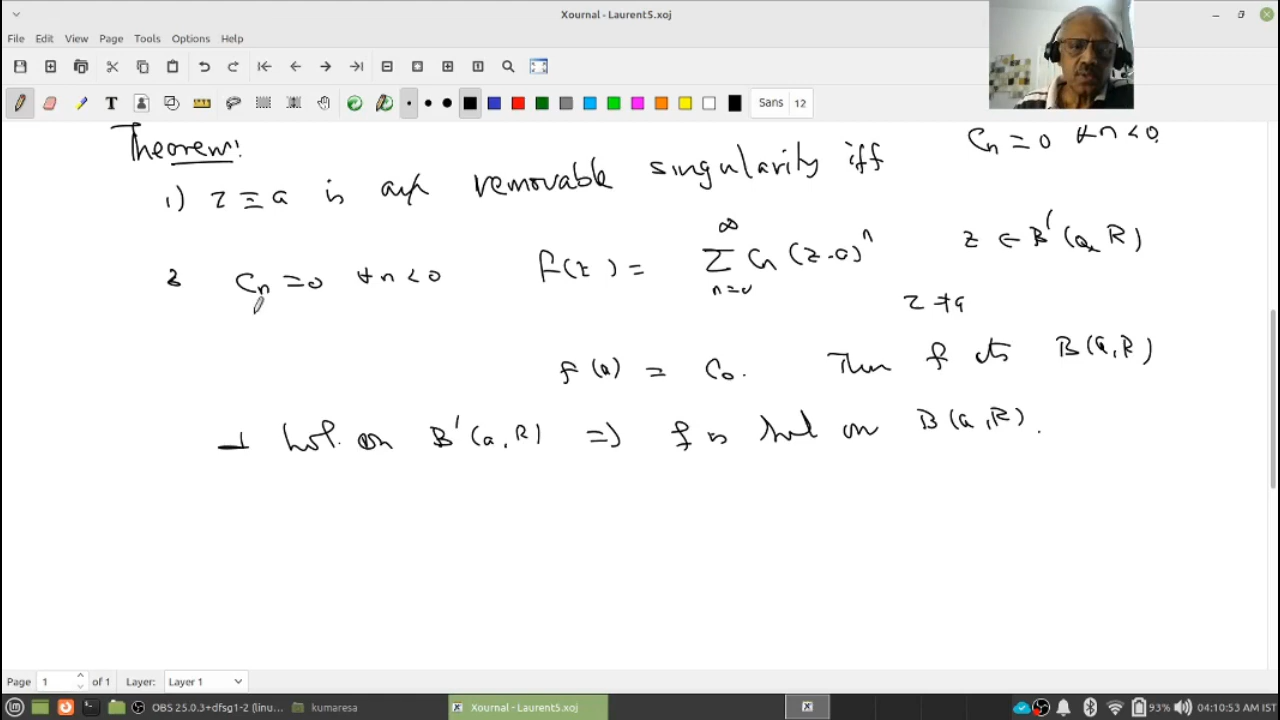 Xournal - Laurent5.xoj
File Edit View Page Tools Options Help
Sans 12
Theorem:
1) z = a is a removable singularity iff Cn = 0 ∀ n < 0.
Cn = 0 ∀ n < 0 f(z) = ∞ Σ n=0 Cn (z-a)^n z ∈ B'(a, R)
z ≠ a
f(a) = C0. Then f cts B(a, R)
hol. on B'(a, R) => f is hol on B(a, R).
Page 1 of 1 Layer: Layer 1
OBS 25.0.3+dfsg1-2 (linu... kumaresa Xournal - Laurent5.xoj 93% 04:10:53 AM IST